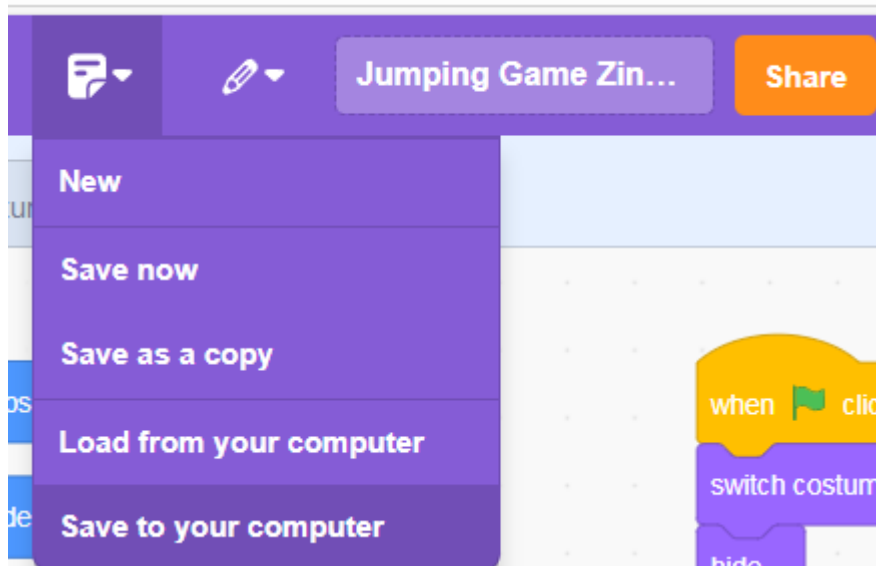 Jumping Game Zin...
Share
New
Save now
Save as a copy
Load from your computer
Save to your computer
when
switch costum
hide